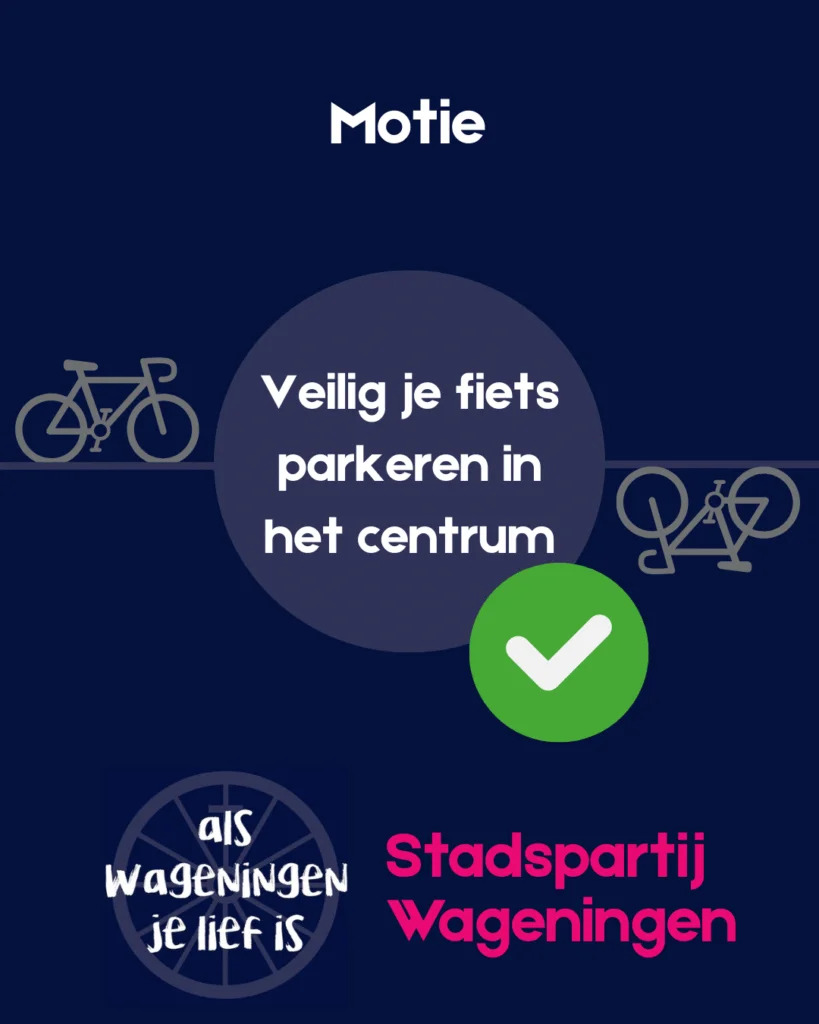 Motie
Veilig je fiets
parkeren in
het centrum
als
Wageningen
je lief is
Stadspartij
Wageningen